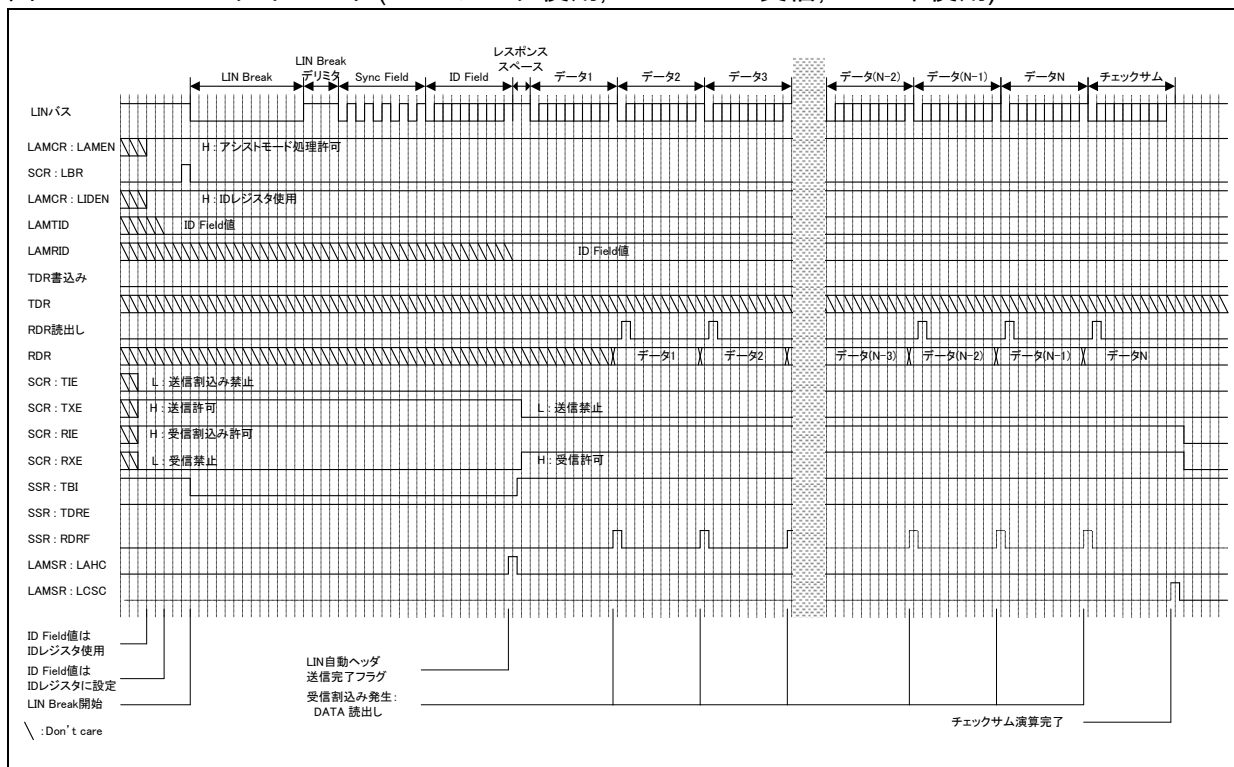 LIN Break
LIN Break
デリミタ
Sync Field
ID Field
レスポンス
スペース
データ1
データ2
データ3
データ(N-2)
データ(N-1)
データN
チェックサム
LINバス
LAMCR : LAMEN
H : アシストモード処理許可
SCR : LBR
LAMCR : LIDEN
H : IDレジスタ使用
LAMTID
ID Field値
LAMRID
ID Field値
TDR書込み
TDR
RDR読出し
RDR
データ1
データ2
データ(N-3)
データ(N-2)
データ(N-1)
データN
SCR : TIE
L : 送信割込み禁止
SCR : TXE
H : 送信許可
L : 送信禁止
SCR : RIE
H : 受信割込み許可
SCR : RXE
L : 受信禁止
H : 受信許可
SSR : TBI
SSR : TDRE
SSR : RDRF
LAMSR : LAHC
LAMSR : LCSC
ID Field値は
IDレジスタ使用
ID Field値は
IDレジスタに設定
LIN Break開始
LIN自動ヘッダ
送信完了フラグ
受信割込み発生:
DATA 読出し
チェックサム演算完了
\ :Don't care